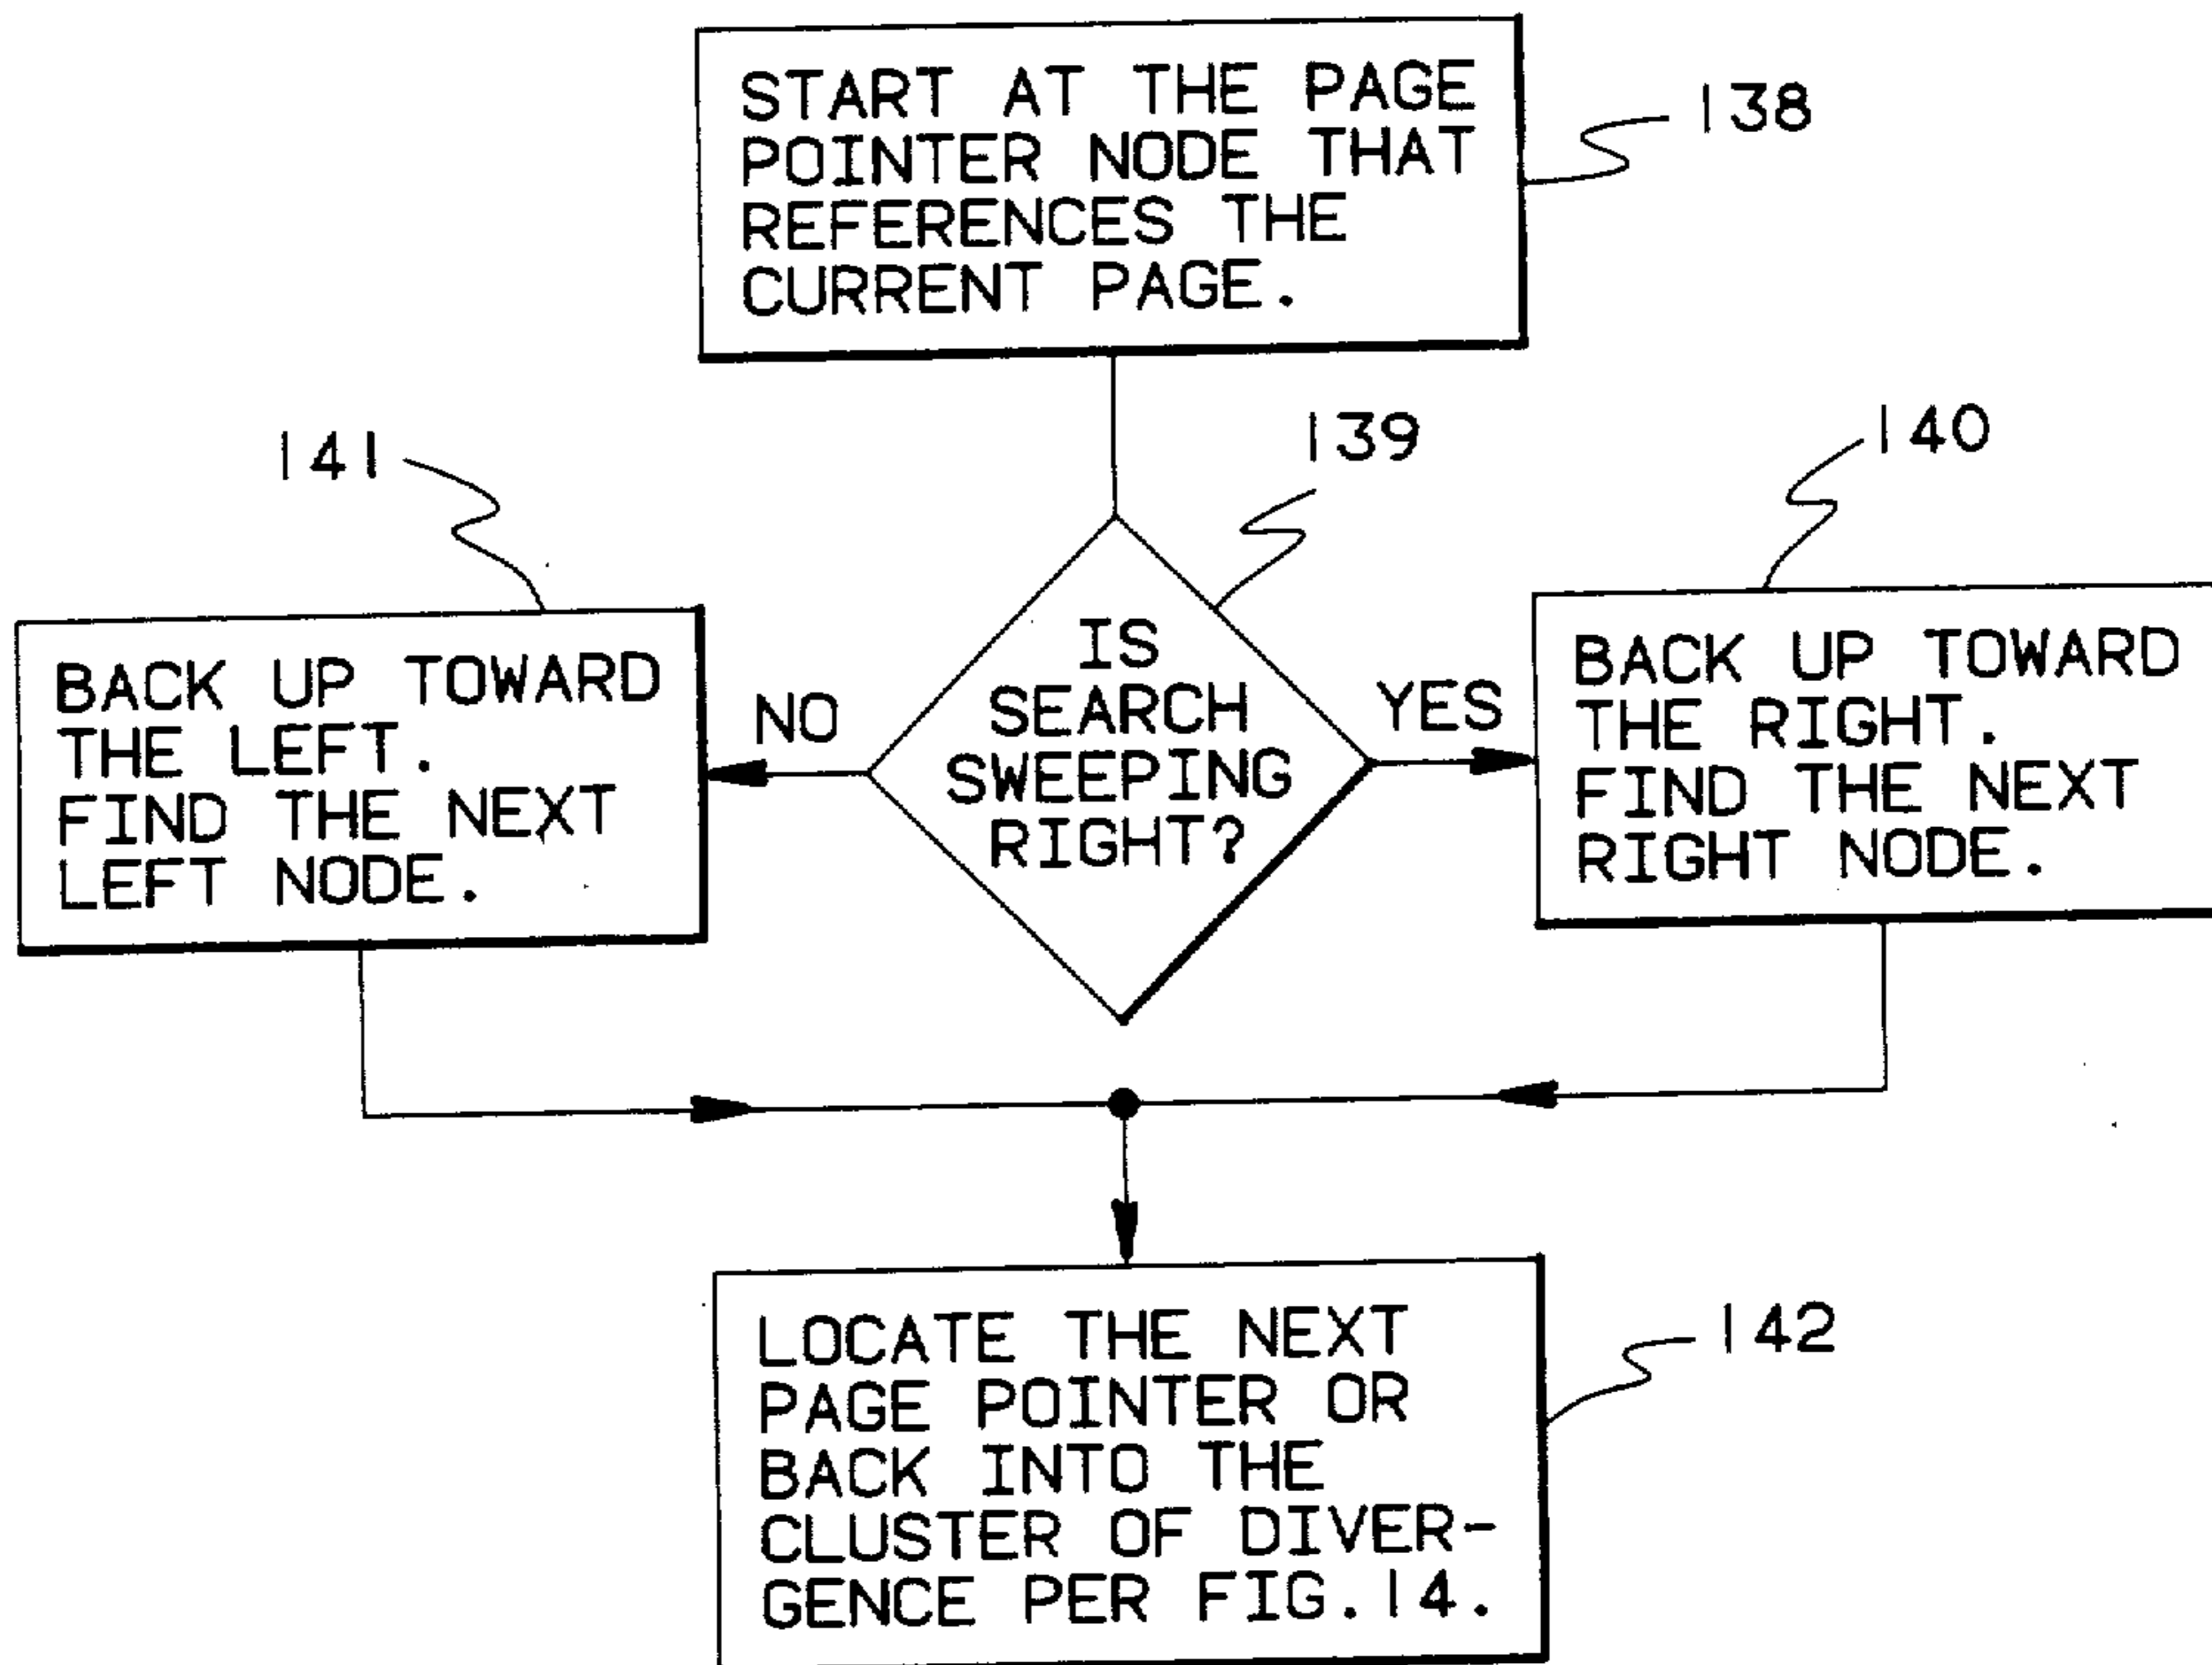 START AT THE PAGE
POINTER NODE THAT
REFERENCES THE
CURRENT PAGE.
138
141
139
140
BACK UP TOWARD
THE LEFT.
FIND THE NEXT
LEFT NODE.
NO
IS
SEARCH
SWEEPING
RIGHT?
YES
BACK UP TOWARD
THE RIGHT.
FIND THE NEXT
RIGHT NODE.
LOCATE THE NEXT
PAGE POINTER OR
BACK INTO THE
CLUSTER OF DIVER-
GENCE PER FIG.14.
142